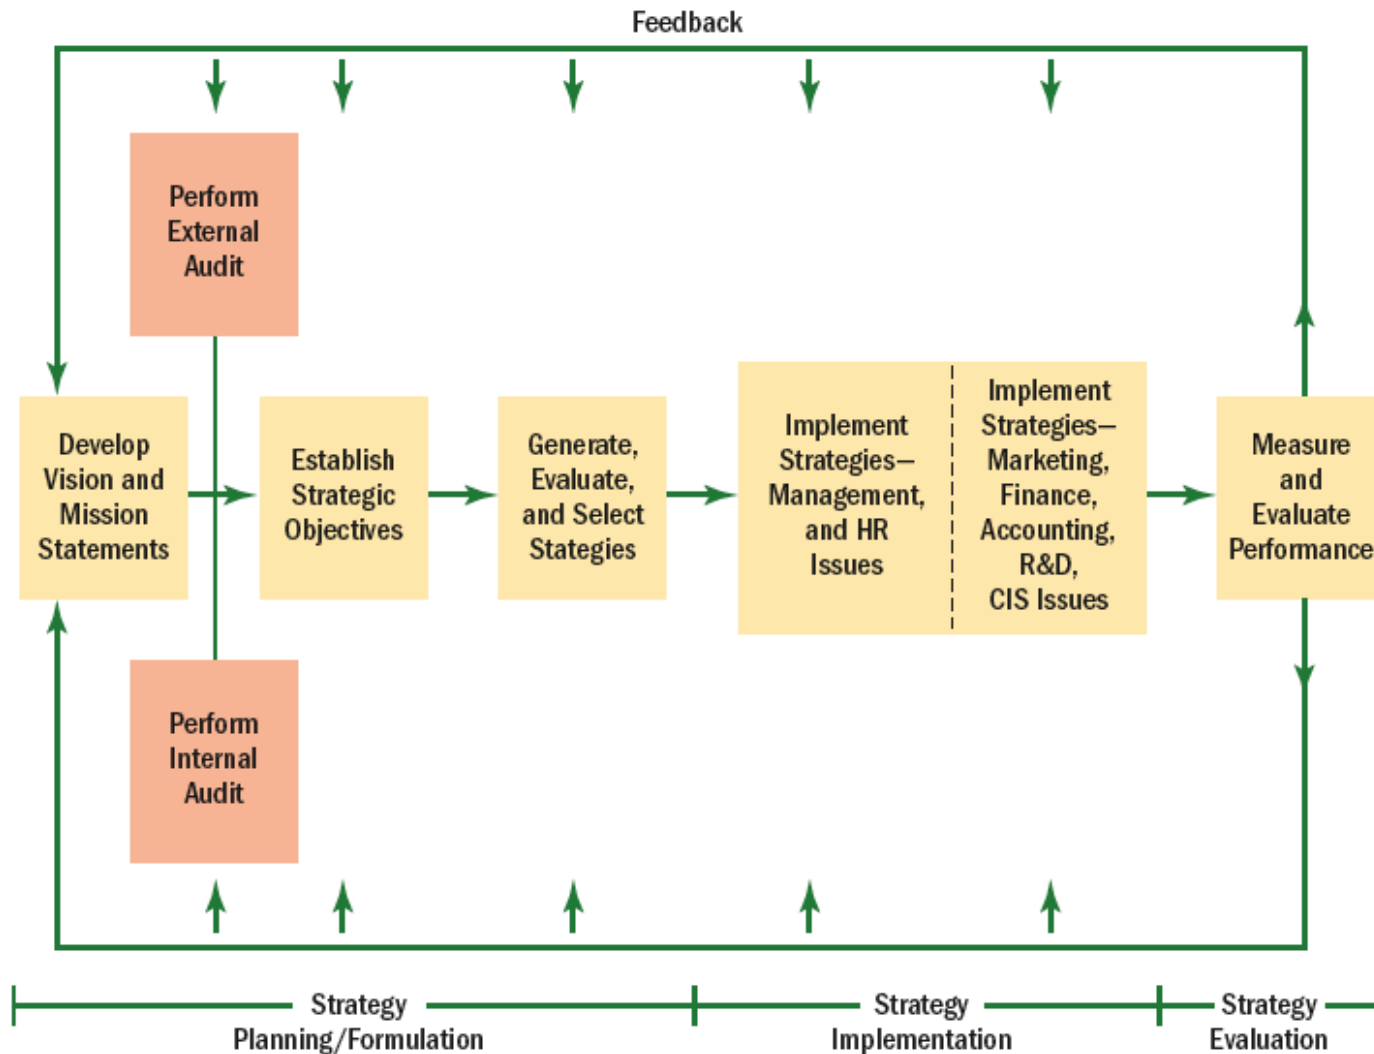 Feedback
Perform
External
Audit
Develop
Vision and
Mission
Statements
Establish
Strategic
Objectives
Generate,
Evaluate,
and Select
Stategies
Implement
Strategies—
Management,
and HR
Issues
Implement
Strategies—
Marketing,
Finance,
Accounting,
R&D,
CIS Issues
Measure
and
Evaluate
Performance
Perform
Internal
Audit
Strategy
Planning/Formulation
Strategy
Implementation
Strategy
Evaluation